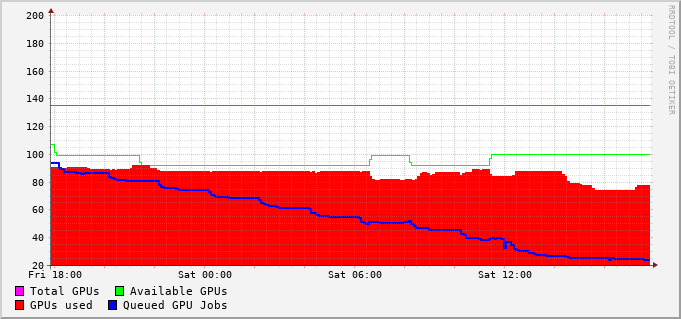 200
180
160
140
120
100
80
60
40
20
Fri 18:00 Sat 00:00 Sat 06:00 Sat 12:00
Total GPUs Available GPUs
GPUs used Queued GPU Jobs
RRDTOOL / TOBI OETIKER